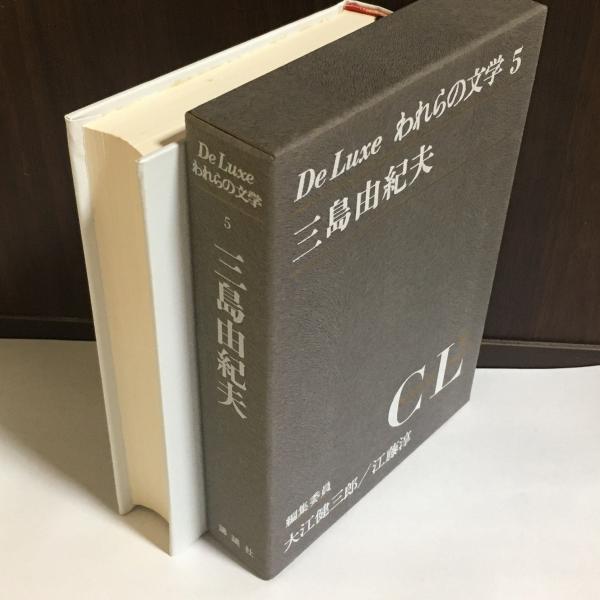 De Luxe われらの文学 5
三島由紀夫
CL
編集委員
大江健三郎／江藤淳
De Luxe
われらの文学
5
三島由紀夫
講談社